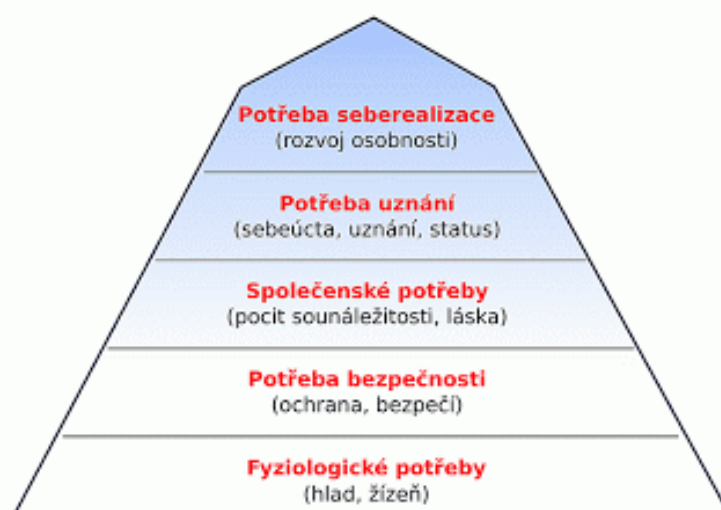 Potřeba seberealizace
(rozvoj osobnosti)
Potřeba uznání
(sebeúcta, uznání, status)
Společenské potřeby
(pocit sounáležitosti, láska)
Potřeba bezpečnosti
(ochrana, bezpečí)
Fyziologické potřeby
(hlad, žízeň)